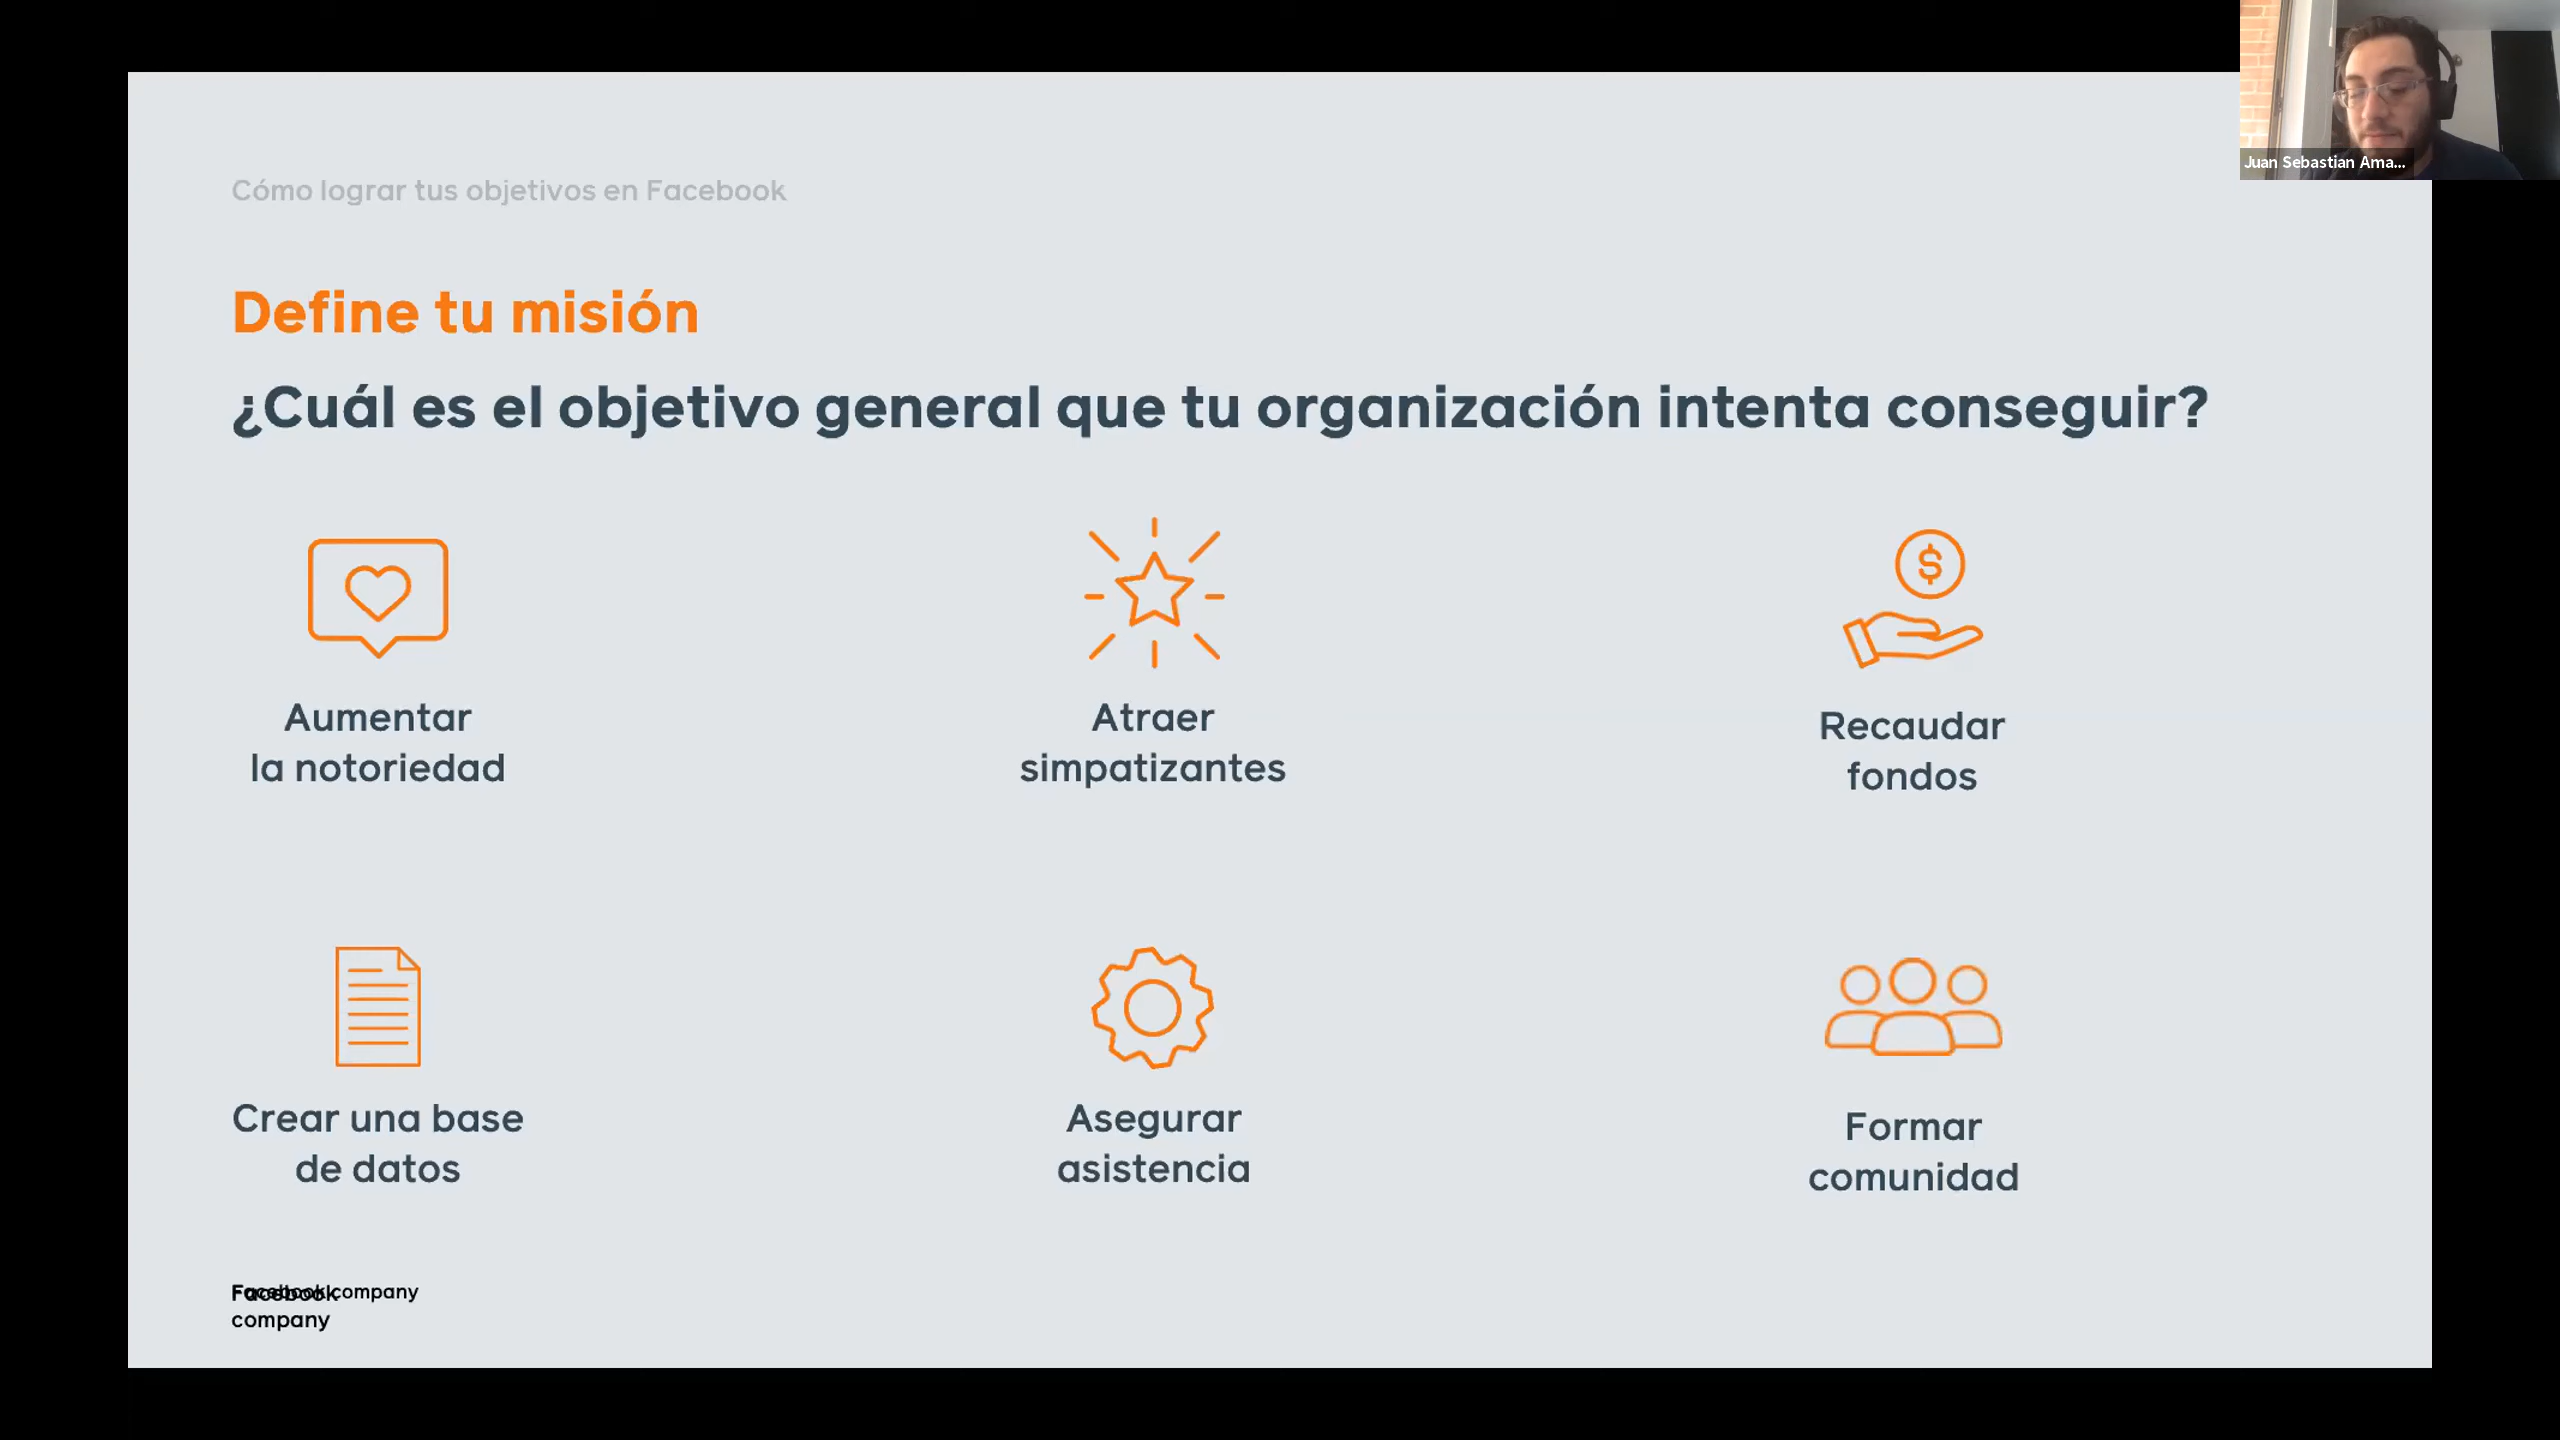 Juan Sebastian Ama...
Cómo lograr tus objetivos en Facebook
Define tu misión
¿Cuál es el objetivo general que tu organización intenta conseguir?
Aumentar
la notoriedad
Atraer
simpatizantes
$
Recaudar
fondos
Crear una base
de datos
Asegurar
asistencia
Formar
comunidad
Facebook company
Facebook
company